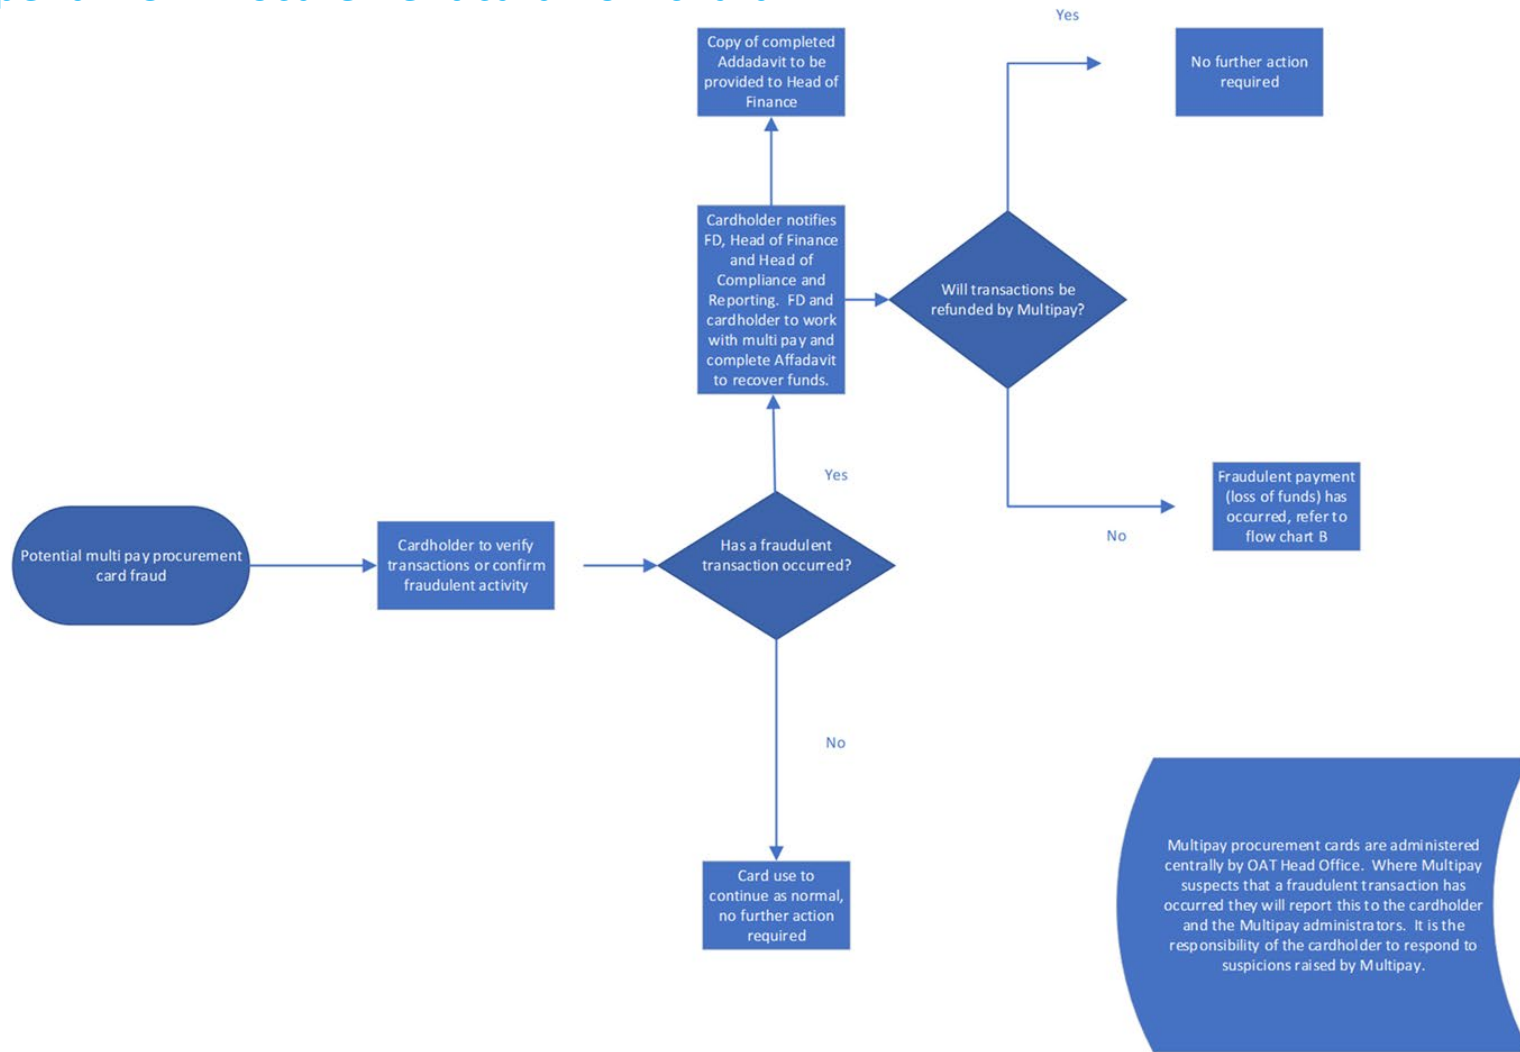 Yes
Copy of completed
Addadavit to be
provided to Head of
Finance
No further action
required
Cardholder notifies
FD, Head of Finance
and Head of
Compliance and
Reporting. FD and
cardholder to work
with multi pay and
complete Affadavit
to recover funds.
Will transactions be
refunded by Multipay?
Yes
Fraudulent payment
(loss of funds) has
occurred, refer to
flow chart B
No
Potential multi pay procurement
card fraud
Cardholder to verify
transactions or confirm
fraudulent activity
Has a fraudulent
transaction occurred?
No
Card use to
continue as normal,
no further action
required
Multipay procurement cards are administered
centrally by OAT Head Office. Where Multipay
suspects that a fraudulent transaction has
occurred they will report this to the cardholder
and the Multipay administrators. It is the
responsibility of the cardholder to respond to
suspicions raised by Multipay.